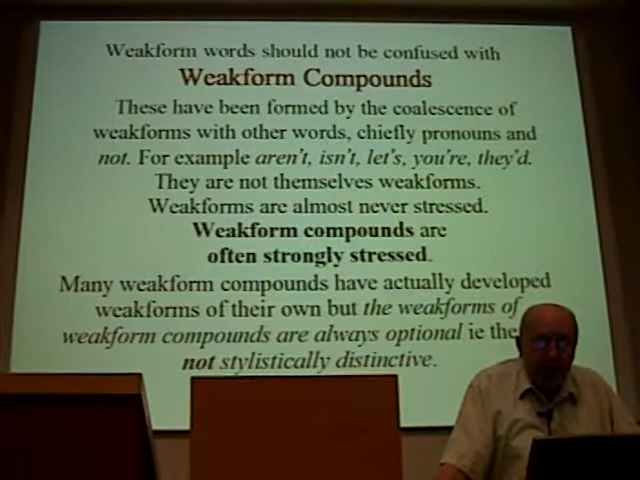 Weakform words should not be confused with
Weakform Compounds
These have been formed by the coalescence of
weakforms with other words, chiefly pronouns and
not. For example aren't, isn't, let's, you're, they'd.
They are not themselves weakforms.
Weakforms are almost never stressed.
Weakform compounds are
often strongly stressed.
Many weakform compounds have actually developed
weakforms of their own but the weakforms of
weakform compounds are always optional ie
not stylistically distinctive.